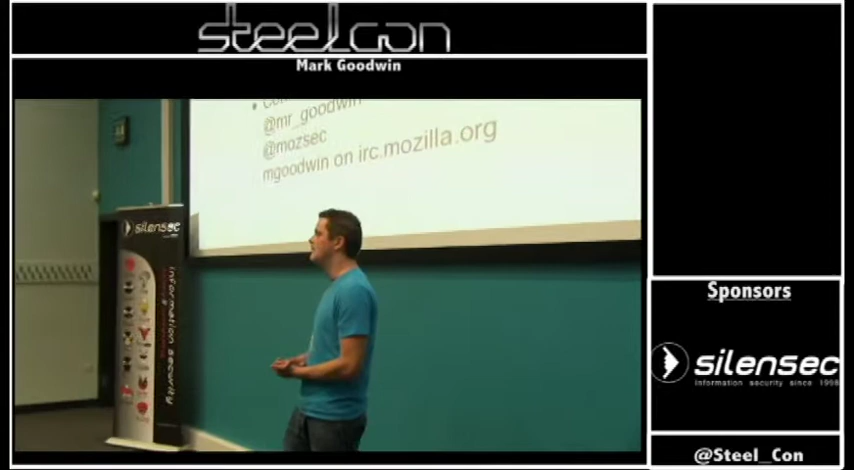 steelcon
Mark Goodwin
@mr_goodwin
@mozsec
mgoodwin on irc.mozilla.org
silensec
information security
Sponsors
silensec
information security since 1998
@Steel_Con